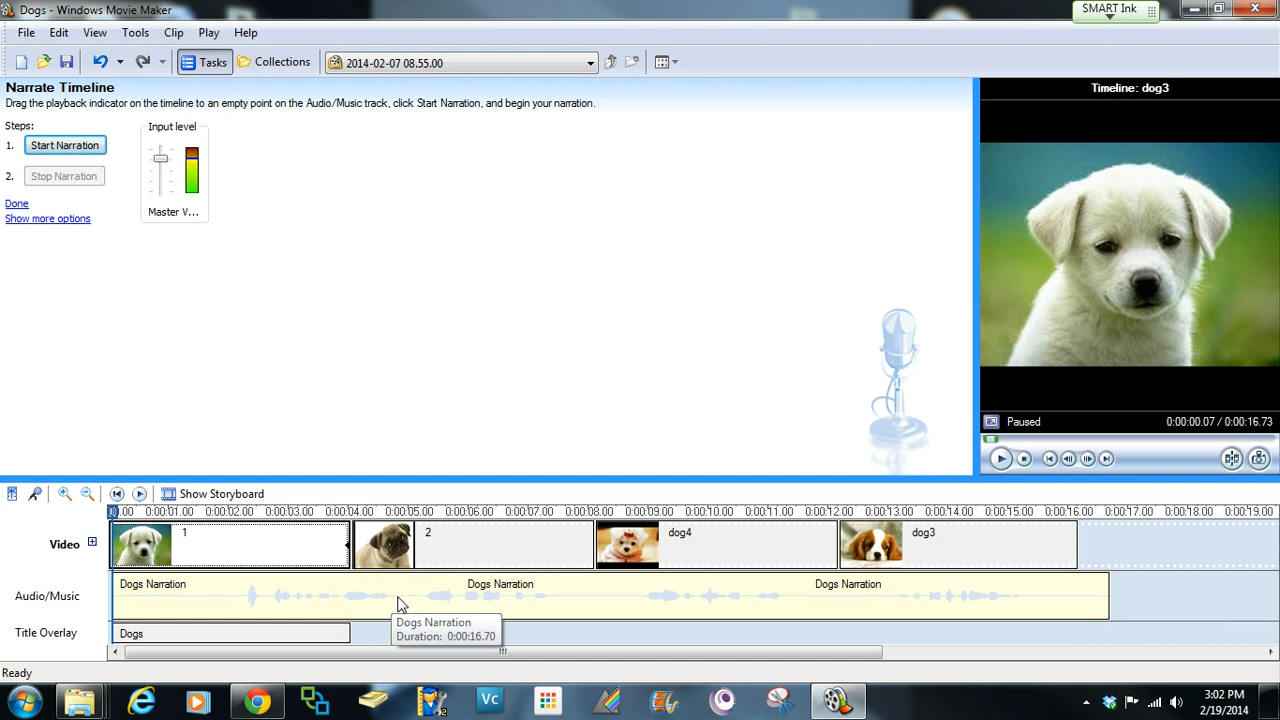 Dogs - Windows Movie Maker
SMART Ink
File Edit View Tools Clip Play Help
Tasks Collections 2014-02-07 08.55.00
Narrate Timeline
Drag the playback indicator on the timeline to an empty point on the Audio/Music track, click Start Narration, and begin your narration.
Steps:
1. Start Narration
2. Stop Narration
Done
Show more options
Input level
Master V...
Timeline: dog3
Paused 0:00:00.07 / 0:00:16.73
Show Storyboard
0:00:01.00 0:00:02.00 0:00:03.00 0:00:04.00 0:00:05.00 0:00:06.00 0:00:07.00 0:00:08.00 0:00:09.00 0:00:10.00 0:00:11.00 0:00:12.00 0:00:13.00 0:00:14.00 0:00:15.00 0:00:16.00 0:00:17.00 0:00:18.00 0:00:19.00
Video 1 2 dog4 dog3
Audio/Music Dogs Narration Dogs Narration Dogs Narration
Dogs Narration
Duration: 0:00:16.70
Title Overlay Dogs
Ready
Vc
3:02 PM
2/19/2014